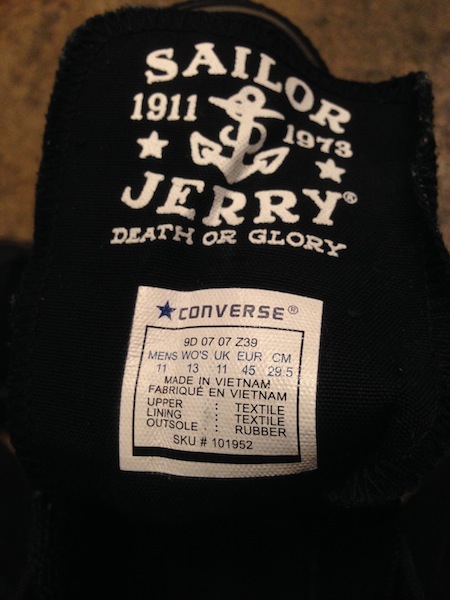 SAILOR
1911 1973
JERRY®
DEATH OR GLORY
CONVERSE®
9D 07 07 Z39
MENS WO'S UK EUR CM
11 13 11 45 29.5
MADE IN VIETNAM
FABRIQUÉ EN VIETNAM
UPPER : TEXTILE
LINING : TEXTILE
OUTSOLE : RUBBER
SKU # 101952